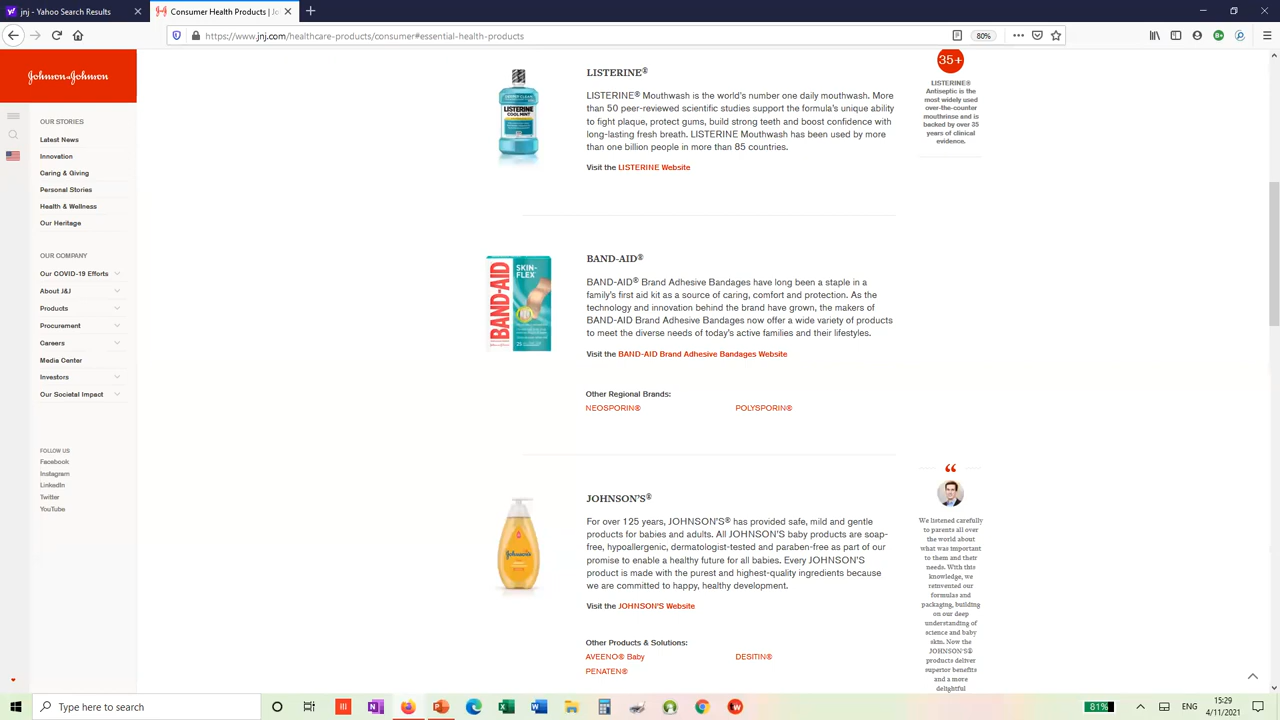 jnj - Yahoo
Consumer Health Products | Jo
https://www.jnj.com/healthcare-products/consumer#essential-health-products
80%
Johnson & Johnson
OUR STORIES
Latest News
Innovation
Caring & Giving
Personal Stories
Health & Wellness
Our Heritage
OUR COMPANY
Our COVID-19 Efforts
About J&J
Products
Procurement
Careers
Media Center
Investors
Our Societal Impact
FOLLOW US
Facebook
Instagram
LinkedIn
Twitter
YouTube
LISTERINE
COOL MINT
LISTERINE®
LISTERINE® Mouthwash is the world's number one daily mouthwash. More
than 50 peer-reviewed scientific studies support the formula's unique ability
to fight plaque, protect gums, build strong teeth and boost confidence with
long-lasting fresh breath. LISTERINE Mouthwash has been used by more
than one billion people in more than 85 countries.
Visit the LISTERINE Website
35+
LISTERINE®
Antiseptic is the
most widely used
over-the-counter
mouthrinse and is
backed by over 35
years of clinical
evidence.
BAND-AID
SKIN-
FLEX
25
BAND-AID®
BAND-AID® Brand Adhesive Bandages have long been a staple in a
family's first aid kit as a source of caring, comfort and protection. As the
technology and innovation behind the brand have grown, the makers of
BAND-AID Brand Adhesive Bandages now offer a wide variety of products
to meet the diverse needs of today's active families and their lifestyles.
Visit the BAND-AID Brand Adhesive Bandages Website
Other Regional Brands:
NEOSPORIN® POLYSPORIN®
Johnson's
JOHNSON'S®
For over 125 years, JOHNSON'S® has provided safe, mild and gentle
products for babies and adults. All JOHNSON'S baby products are soap-
free, hypoallergenic, dermatologist-tested and paraben-free as part of our
promise to enable a healthy future for all babies. Every JOHNSON'S
product is made with the purest and highest-quality ingredients because
we are committed to happy, healthy development.
Visit the JOHNSON'S Website
Other Products & Solutions:
AVEENO® Baby DESITIN®
PENATEN®
“
We listened carefully
to parents all over
the world about
what was important
to them and their
needs. With this
knowledge, we
reinvented our
formulas and
packaging, building
on our deep
understanding of
science and baby
skin. Now the
JOHNSON'S®
products deliver
superior benefits
and a more
delightful
Type here to search
81%
ENG
15:29
4/11/2021